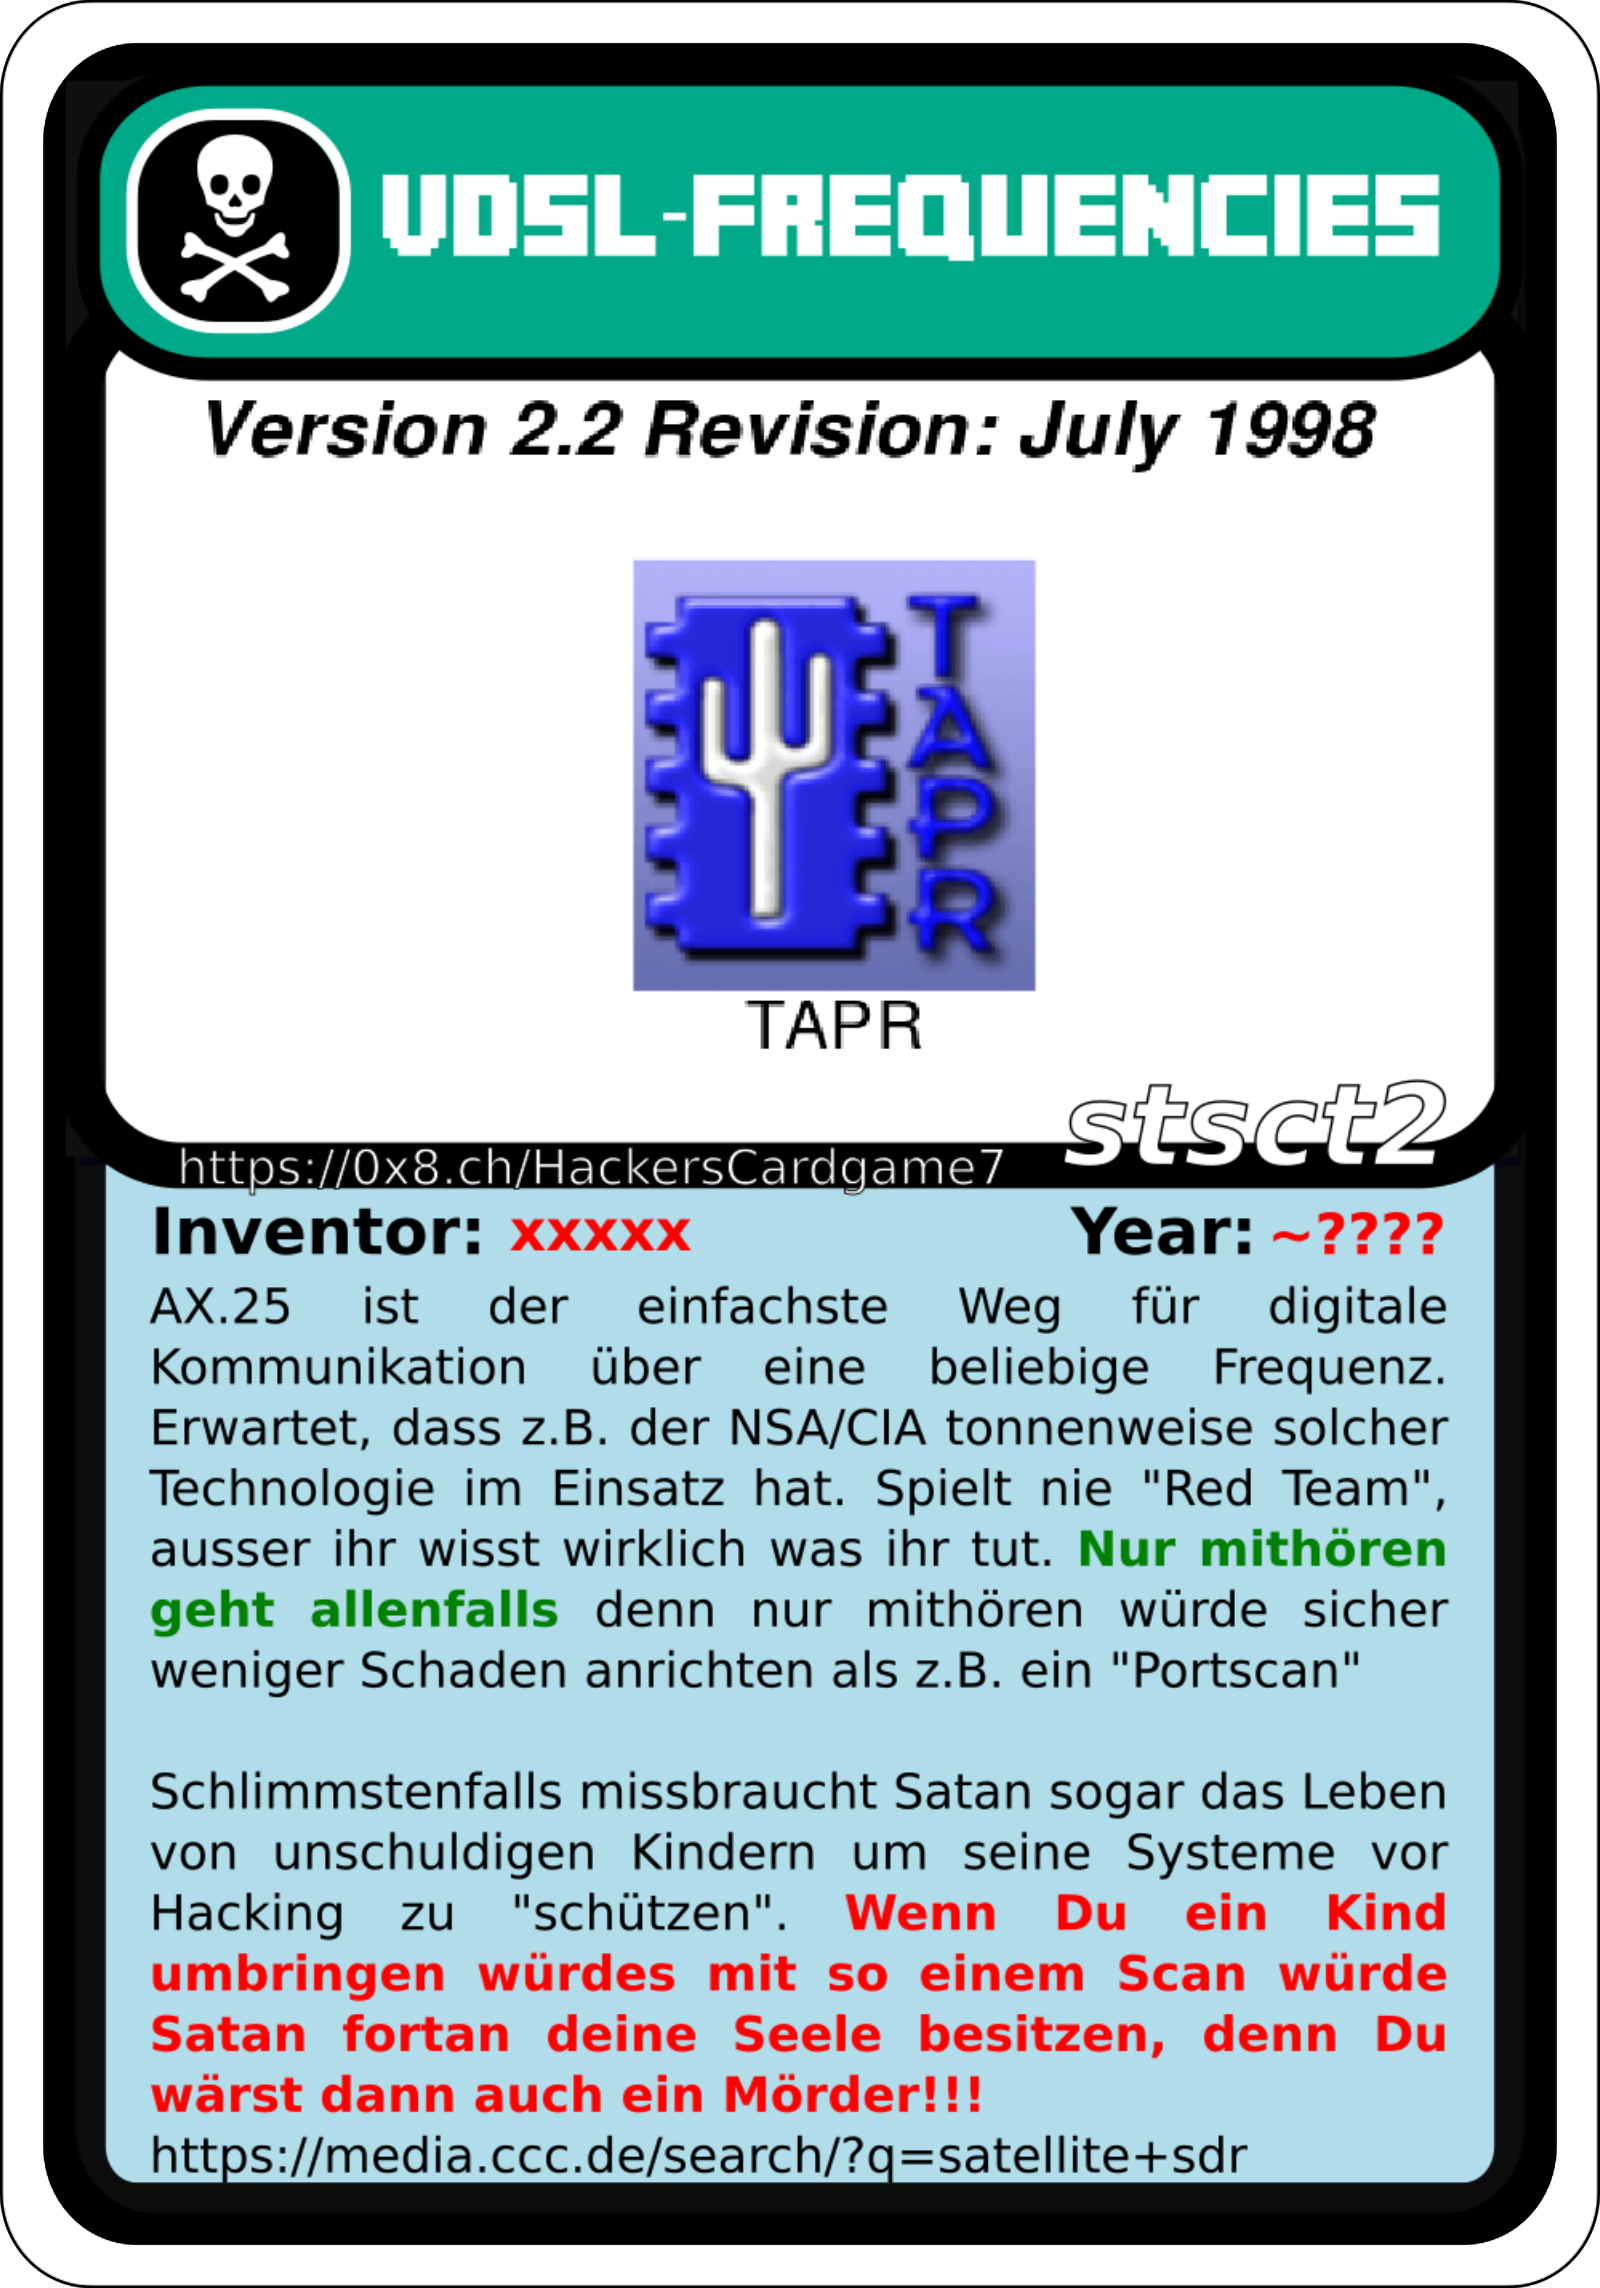 VDSL-FREQUENCIES
Version 2.2 Revision: July 1998
TAPR
TAPR
stsct2
https://0x8.ch/HackersCardgame7
Inventor: xxxxx Year: ~????
AX.25 ist der einfachste Weg für digitale
Kommunikation über eine beliebige Frequenz.
Erwartet, dass z.B. der NSA/CIA tonnenweise solcher
Technologie im Einsatz hat. Spielt nie "Red Team",
ausser ihr wisst wirklich was ihr tut. Nur mithören
geht allenfalls denn nur mithören würde sicher
weniger Schaden anrichten als z.B. ein "Portscan"
Schlimmstenfalls missbraucht Satan sogar das Leben
von unschuldigen Kindern um seine Systeme vor
Hacking zu "schützen". Wenn Du ein Kind
umbringen würdes mit so einem Scan würde
Satan fortan deine Seele besitzen, denn Du
wärst dann auch ein Mörder!!!
https://media.ccc.de/search/?q=satellite+sdr